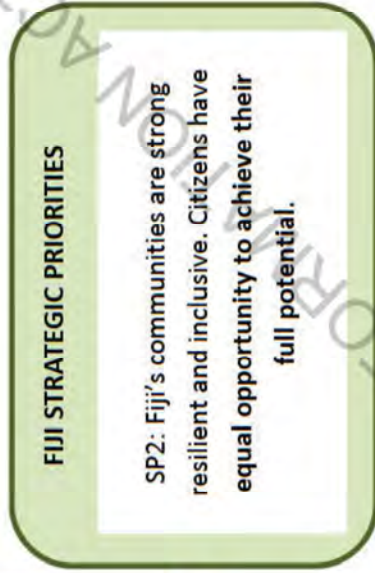 FIJI STRATEGIC PRIORITIES
SP2: Fiji's communities are strong
resilient and inclusive. Citizens have
equal opportunity to achieve their
full potential.